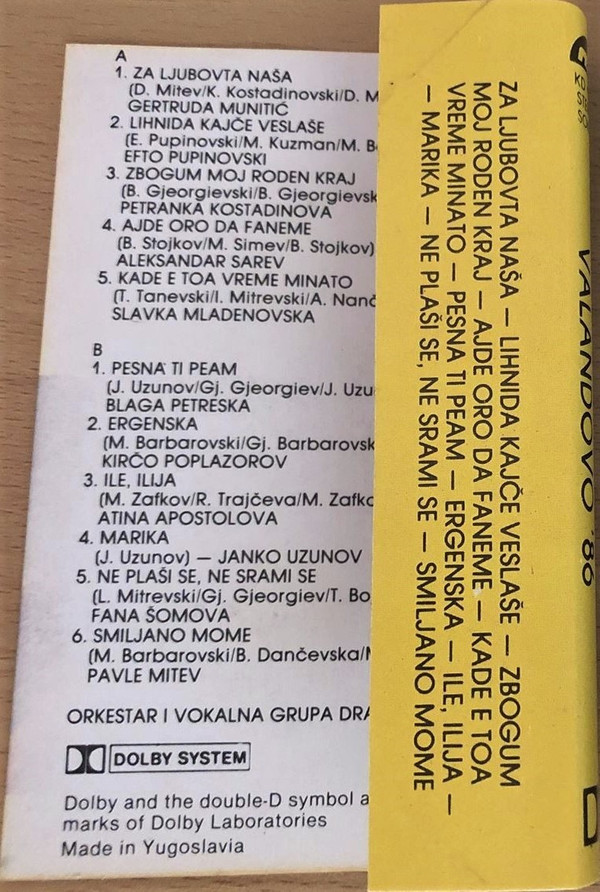 A
1. ZA LJUBOVTA NAŠA
(D. Mitev/K. Kostadinovski/D. M
GERTRUDA MUNITIĆ
2. LIHNIDA KAJČE VESLAŠE
(E. Pupinovski/M. Kuzman/M. B
EFTO PUPINOVSKI
3. ZBOGUM MOJ RODEN KRAJ
(B. Gjeorgievski/B. Gjeorgievsk
PETRANKA KOSTADINOVA
4. AJDE ORO DA FANEME
(B. Stojkov/M. Simev/B. Stojkov)
ALEKSANDAR SAREV
5. KADE E TOA VREME MINATO
(T. Tanevski/I. Mitrevski/A. Nanč
SLAVKA MLADENOVSKA
B
1. PESNA TI PEAM
(J. Uzunov/Gj. Gjeorgiev/J. Uzu
BLAGA PETRESKA
2. ERGENSKA
(M. Barbarovski/Gj. Barbarovsk
KIRČO POPLAZOROV
3. ILE, ILIJA
(M. Zafkov/R. Trajčeva/M. Zafko
ATINA APOSTOLOVA
4. MARIKA
(J. Uzunov) — JANKO UZUNOV
5. NE PLAŠI SE, NE SRAMI SE
(L. Mitrevski/Gj. Gjeorgiev/T. Bo
FANA ŠOMOVA
6. SMILJANO MOME
(M. Barbarovski/B. Dančevska/M
PAVLE MITEV
ORKESTAR I VOKALNA GRUPA DRA
DOLBY SYSTEM
Dolby and the double-D symbol a
marks of Dolby Laboratories
Made in Yugoslavia
ZA LJUBOVTA NAŠA — LIHNIDA KAJČE VESLAŠE — ZBOGUM
MOJ RODEN KRAJ — AJDE ORO DA FANEME — KADE E TOA
VREME MINATO — PESNA TI PEAM — ERGENSKA — ILE, ILIJA —
— MARIKA — NE PLAŠI SE, NE SRAMI SE — SMILJANO MOME
VALANDOVO '86